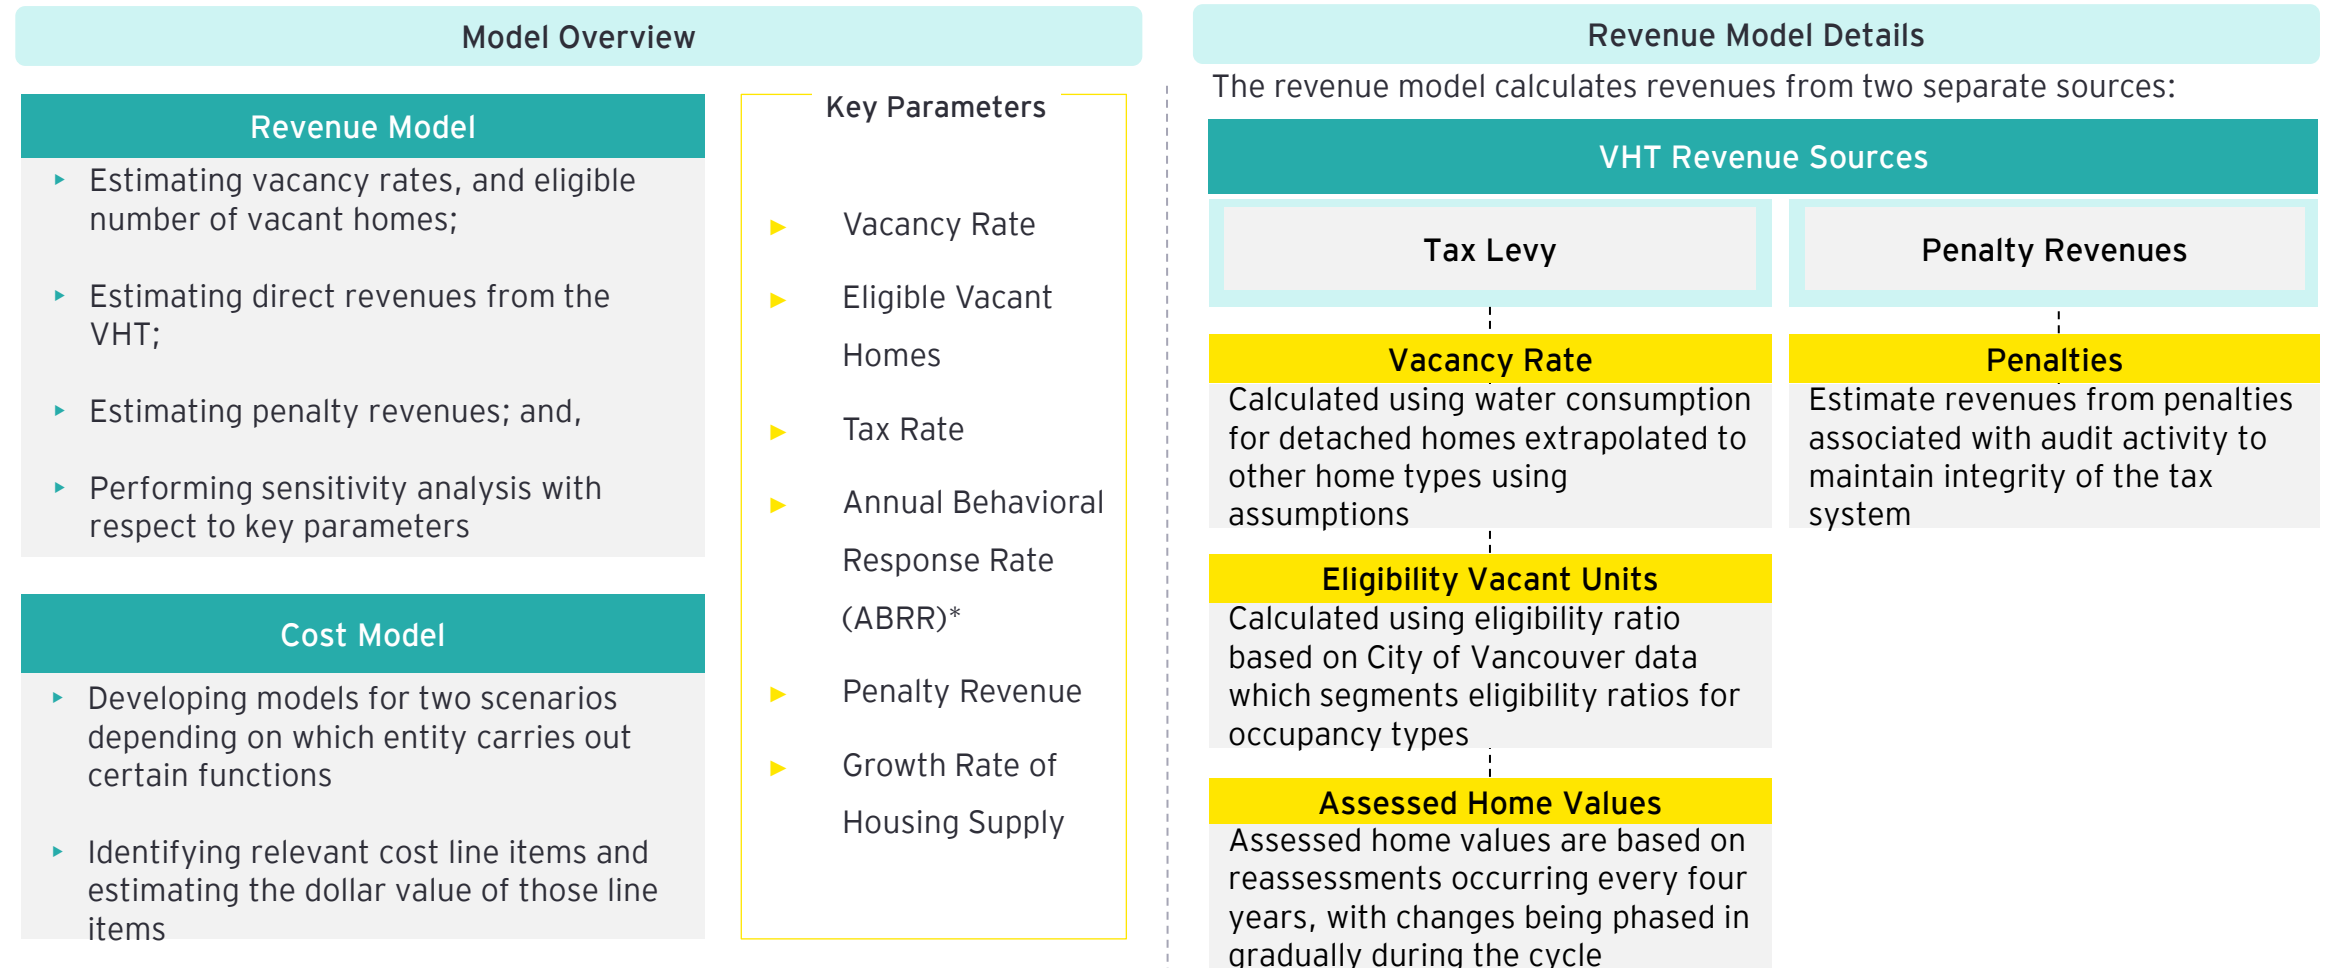 Model Overview
Revenue Model
Estimating vacancy rates, and eligible
number of vacant homes;
Estimating direct revenues from the
VHT;
Estimating penalty revenues; and,
Performing sensitivity analysis with
respect to key parameters
Cost Model
Developing models for two scenarios
depending on which entity carries out
certain functions
Identifying relevant cost line items and
estimating the dollar value of those line
items
Key Parameters
Vacancy Rate
Eligible Vacant
Homes
Tax Rate
Annual Behavioral
Response Rate
(ABRR)*
Penalty Revenue
Growth Rate of
Housing Supply
Revenue Model Details
The revenue model calculates revenues from two separate sources:
VHT Revenue Sources
Tax Levy
Vacancy Rate
Calculated using water consumption
for detached homes extrapolated to
other home types using
assumptions
Eligibility Vacant Units
Calculated using eligibility ratio
based on City of Vancouver data
which segments eligibility ratios for
occupancy types
Assessed Home Values
Assessed home values are based on
reassessments occurring every four
years, with changes being phased in
gradually during the cycle
Penalty Revenues
Penalties
Estimate revenues from penalties
associated with audit activity to
maintain integrity of the tax
system